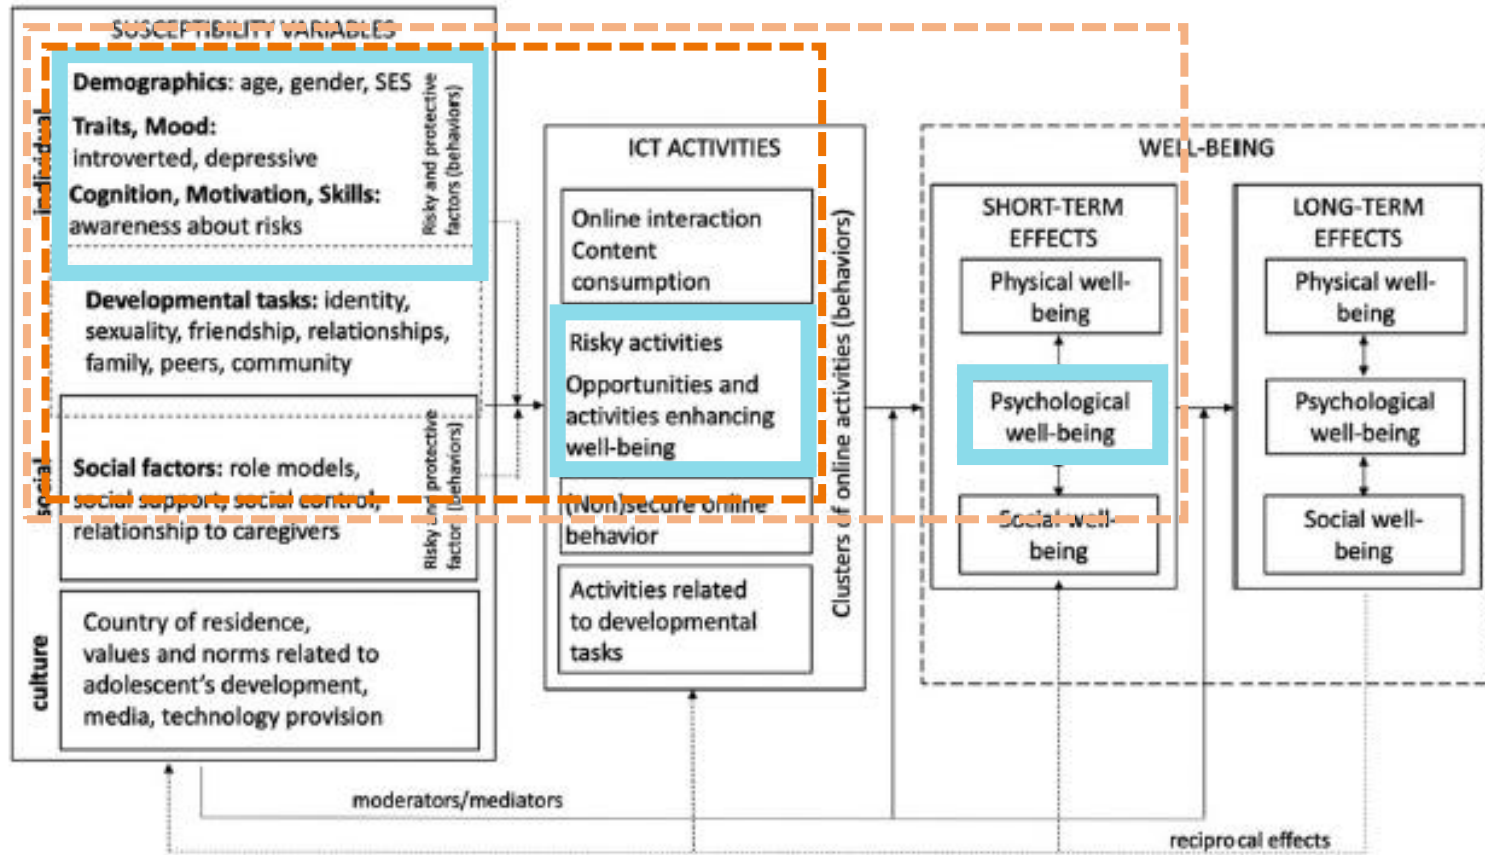 SUSCEPTIBILITY VARIABLES
individual
Demographics: age, gender, SES
Traits, Mood:
introverted, depressive
Cognition, Motivation, Skills:
awareness about risks
Risky and protective
factors (behaviors)
Developmental tasks: identity,
sexuality, friendship, relationships,
family, peers, community
social
Social factors: role models,
social support, social control,
relationship to caregivers
Risky and protective
factors (behaviors)
culture
Country of residence,
values and norms related to
adolescent's development,
media, technology provision
ICT ACTIVITIES
Online interaction
Content
consumption
Risky activities
Opportunities and
activities enhancing
well-being
(Non)secure online
behavior
Activities related
to developmental
tasks
Clusters of online activities (behaviors)
WELL-BEING
SHORT-TERM
EFFECTS
Physical well-
being
Psychological
well-being
Social well-
being
LONG-TERM
EFFECTS
Physical well-
being
Psychological
well-being
Social well-
being
moderators/mediators
reciprocal effects